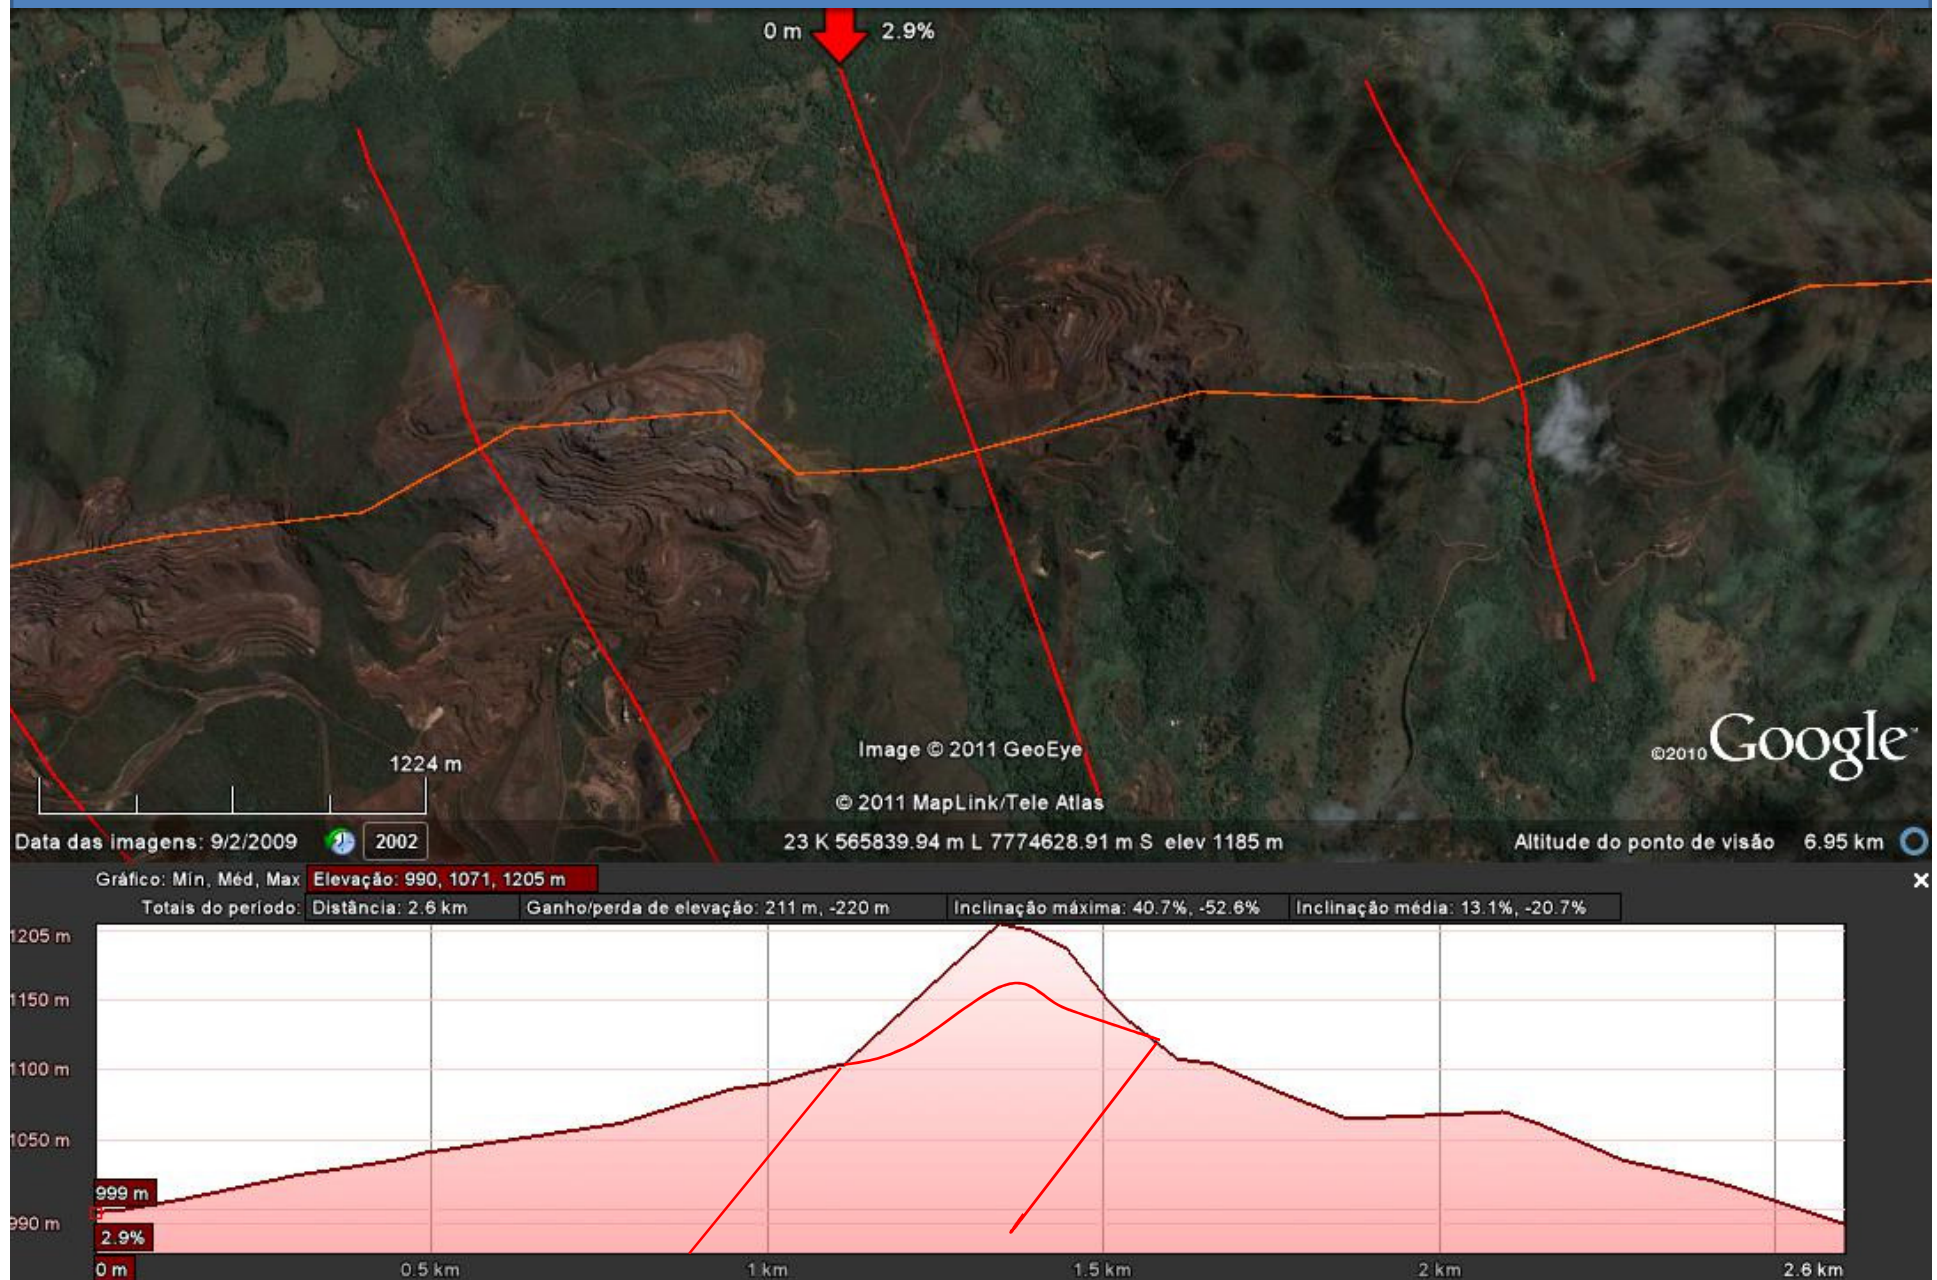 0 m 2.9%
1224 m
Image © 2011 GeoEye
©2010 Google™
© 2011 MapLink/Tele Atlas
Data das imagens: 9/2/2009 2002 23 K 565839.94 m L 7774628.91 m S elev 1185 m Altitude do ponto de visão 6.95 km
Gráfico: Mín, Méd, Max Elevação: 990, 1071, 1205 m
Totais do período: Distância: 2.6 km Ganho/perda de elevação: 211 m, -220 m Inclinação máxima: 40.7%, -52.6% Inclinação média: 13.1%, -20.7%
1205 m
1150 m
1100 m
1050 m
999 m
990 m
2.9%
0 m 0.5 km 1 km 1.5 km 2 km 2.6 km